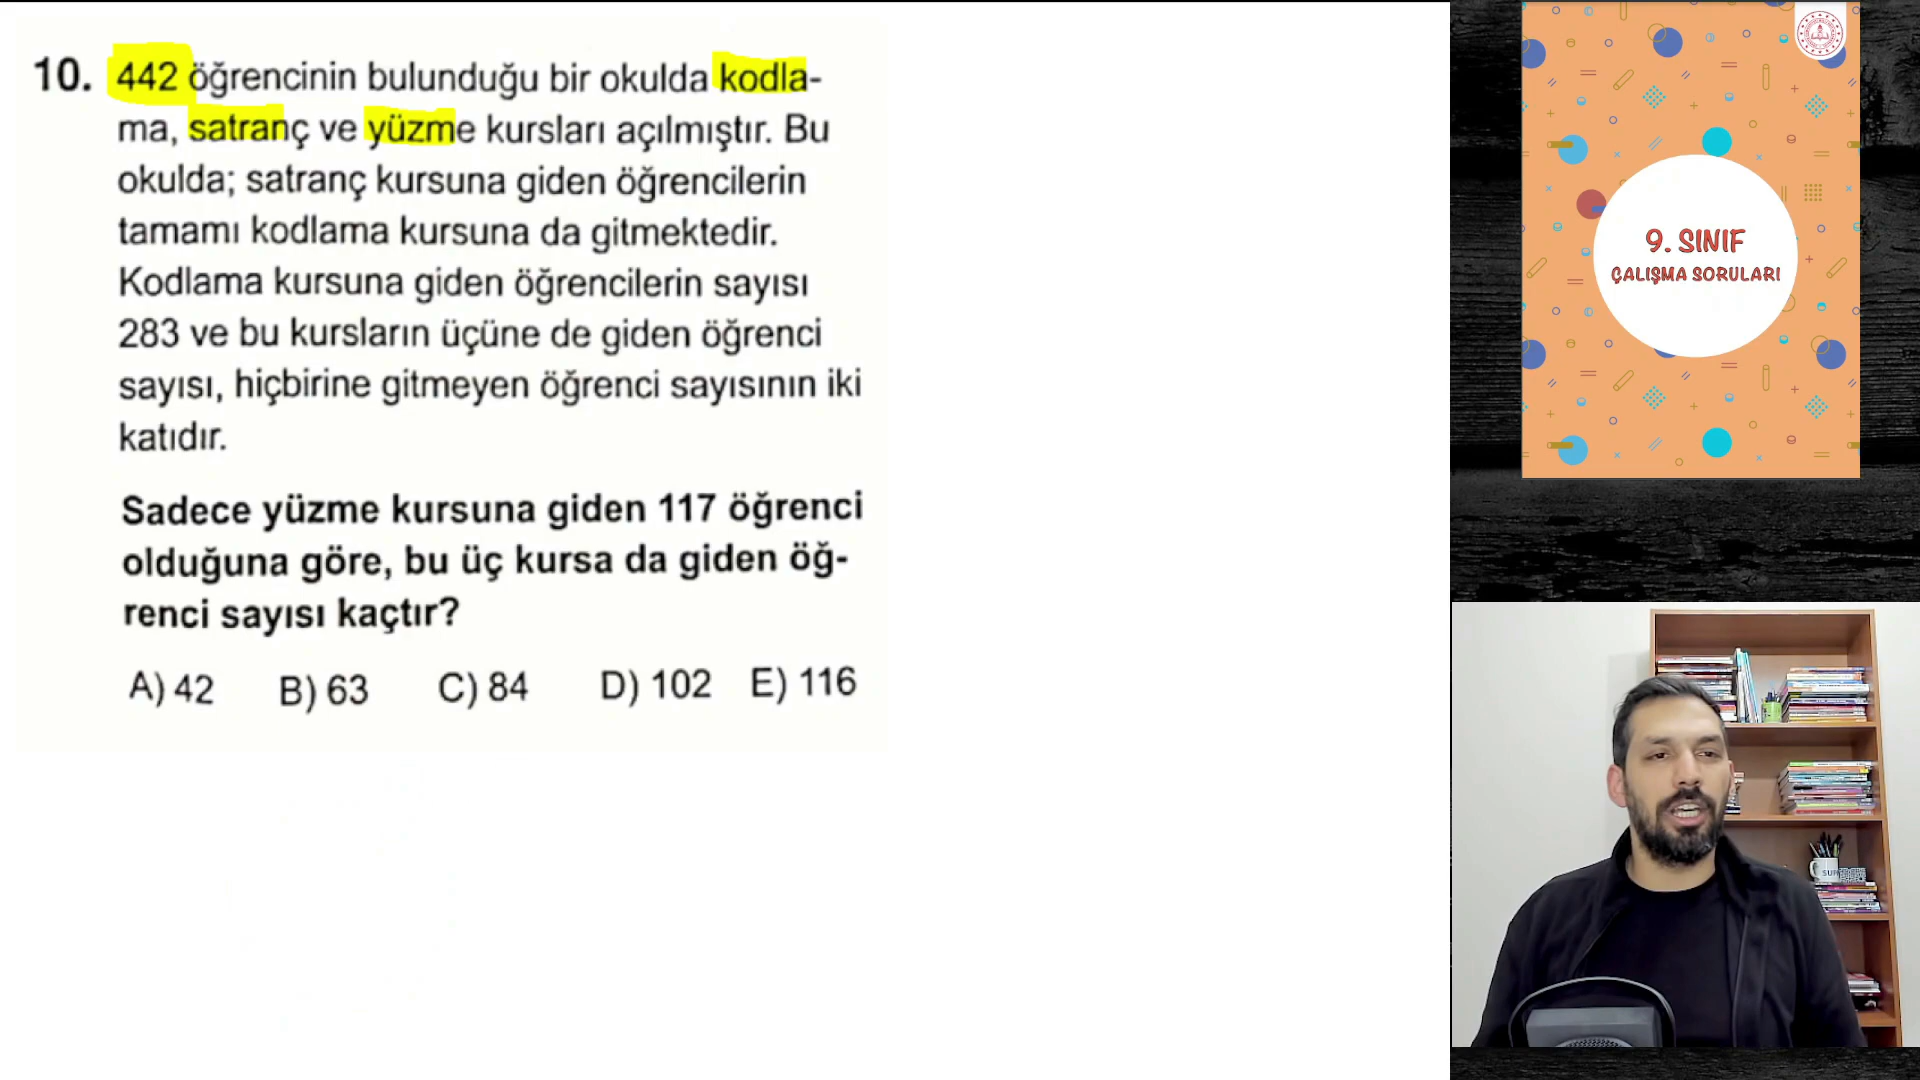 10. 442 öğrencinin bulunduğu bir okulda kodla-
ma, satranç ve yüzme kursları açılmıştır. Bu
okulda; satranç kursuna giden öğrencilerin
tamamı kodlama kursuna da gitmektedir.
Kodlama kursuna giden öğrencilerin sayısı
283 ve bu kursların üçüne de giden öğrenci
sayısı, hiçbirine gitmeyen öğrenci sayısının iki
katıdır.
Sadece yüzme kursuna giden 117 öğrenci
olduğuna göre, bu üç kursa da giden öğ-
renci sayısı kaçtır?
A) 42 B) 63 C) 84 D) 102 E) 116
9. SINIF
ÇALIŞMA SORULARI